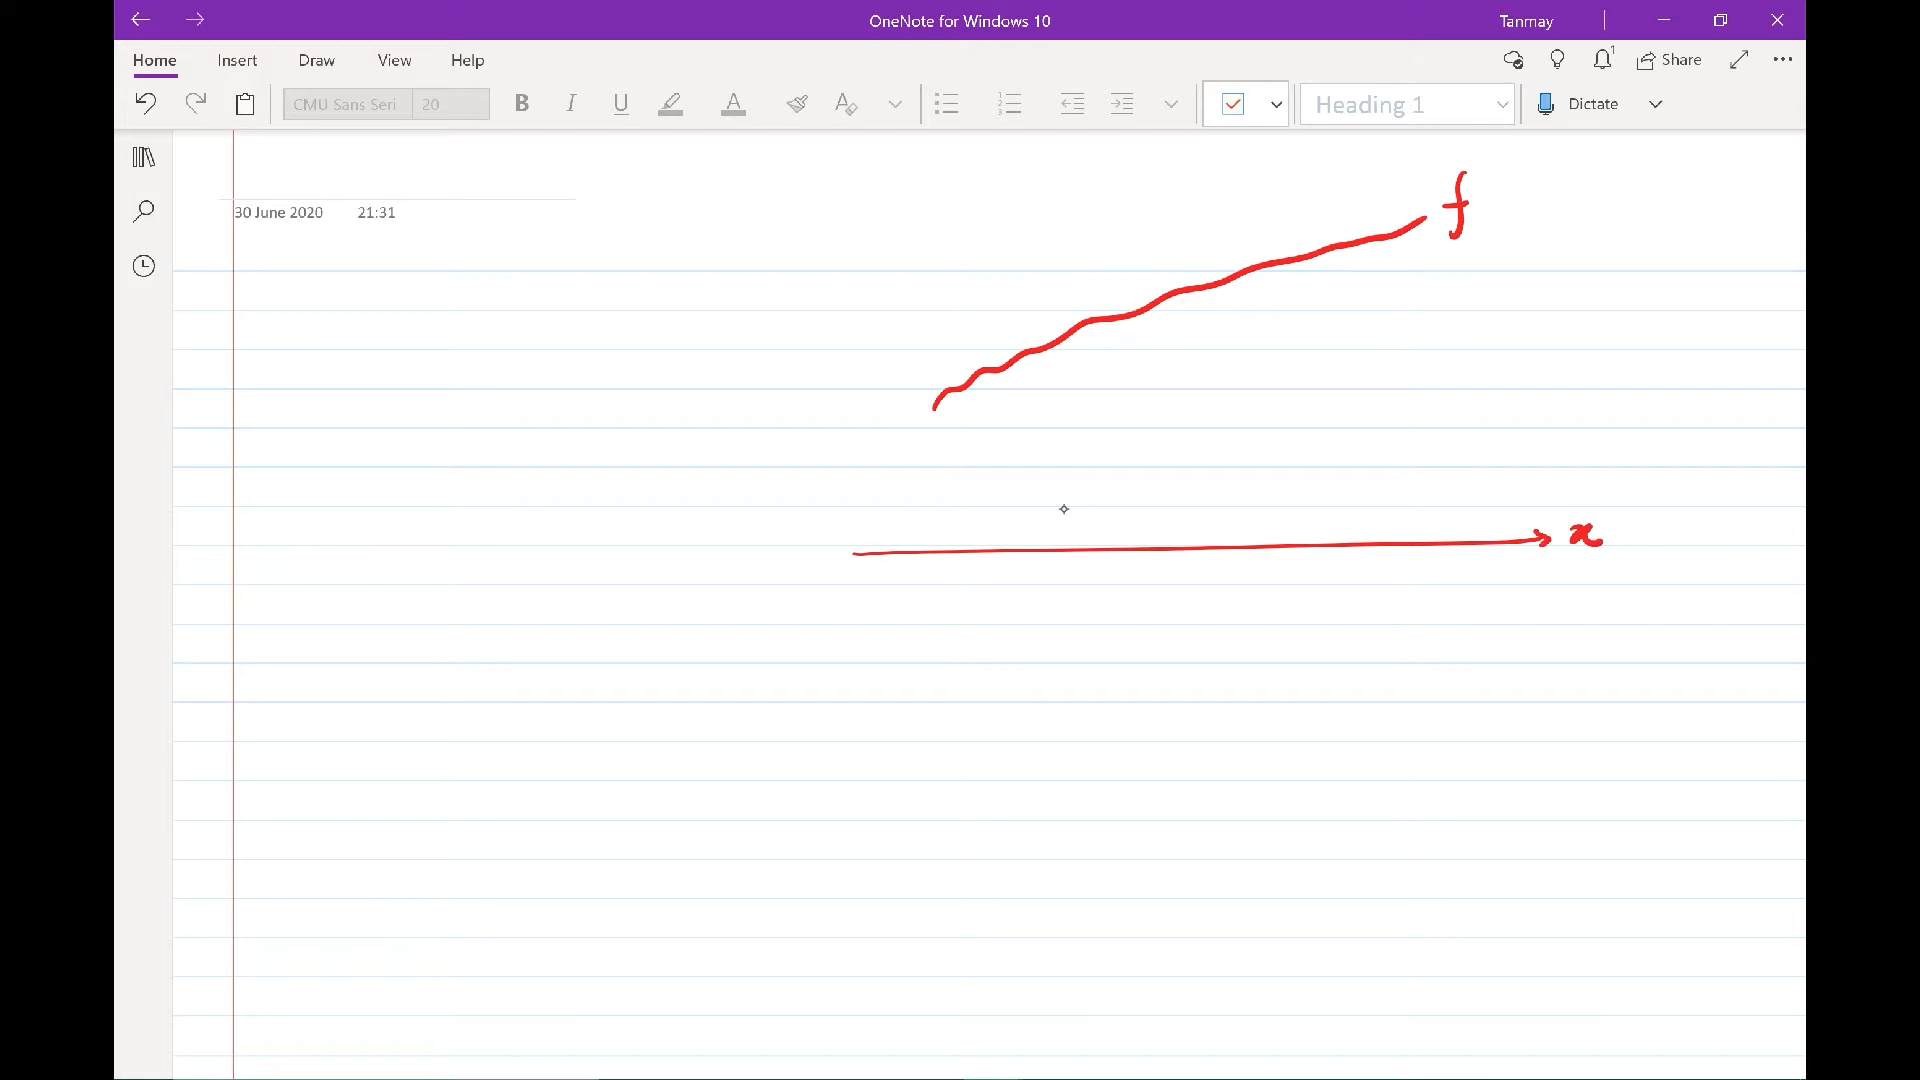 OneNote for Windows 10
Tanmay
Home Insert Draw View Help
1
Share
CMU Sans Seri 20
B I U A A
Heading 1
Dictate
30 June 2020 21:31
f
x